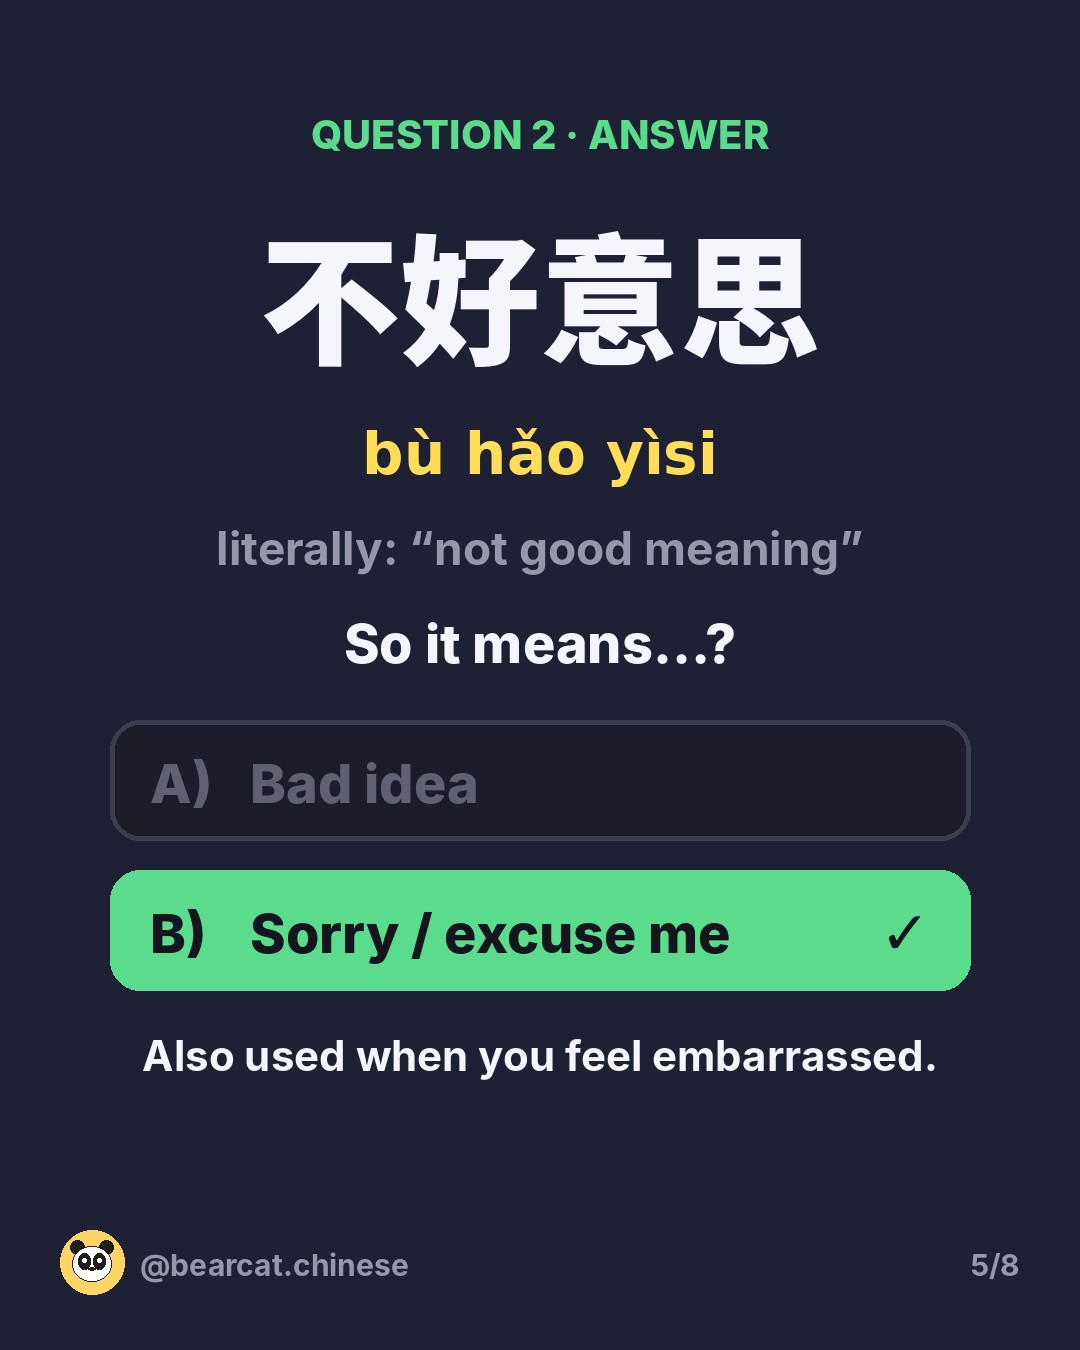 QUESTION 2 · ANSWER
不好意思
bù hǎo yìsi
literally: “not good meaning”
So it means…?
A) Bad idea
B) Sorry / excuse me ✓
Also used when you feel embarrassed.
@bearcat.chinese
5/8